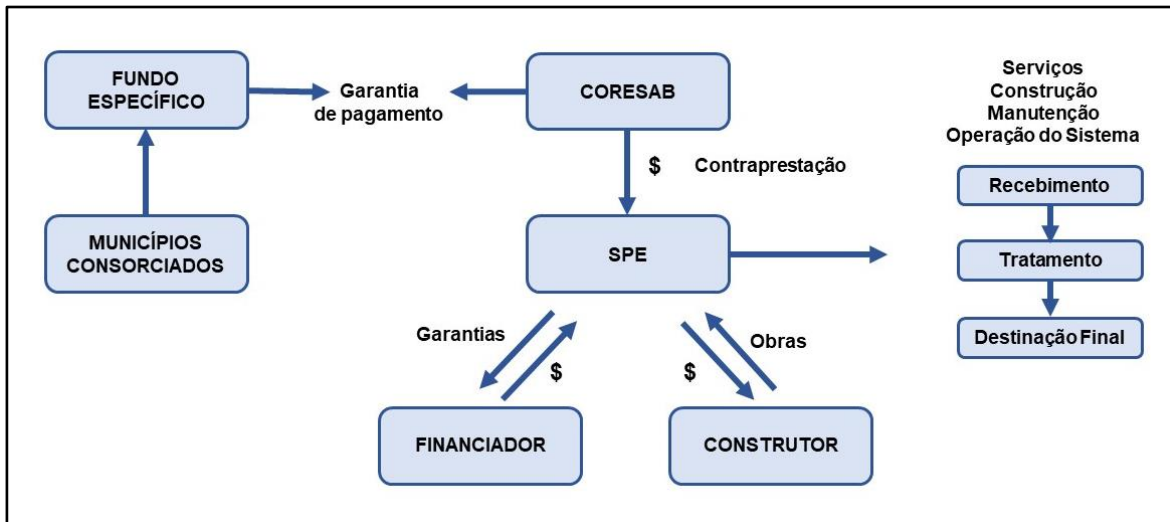 FUNDO
ESPECÍFICO
Garantia
de pagamento
CORESAB
Serviços
Construção
Manutenção
Operação do Sistema
$ Contraprestação
Recebimento
MUNICÍPIOS
CONSORCIADOS
SPE
Tratamento
Destinação Final
Garantias
$
$
Obras
FINANCIADOR
CONSTRUTOR